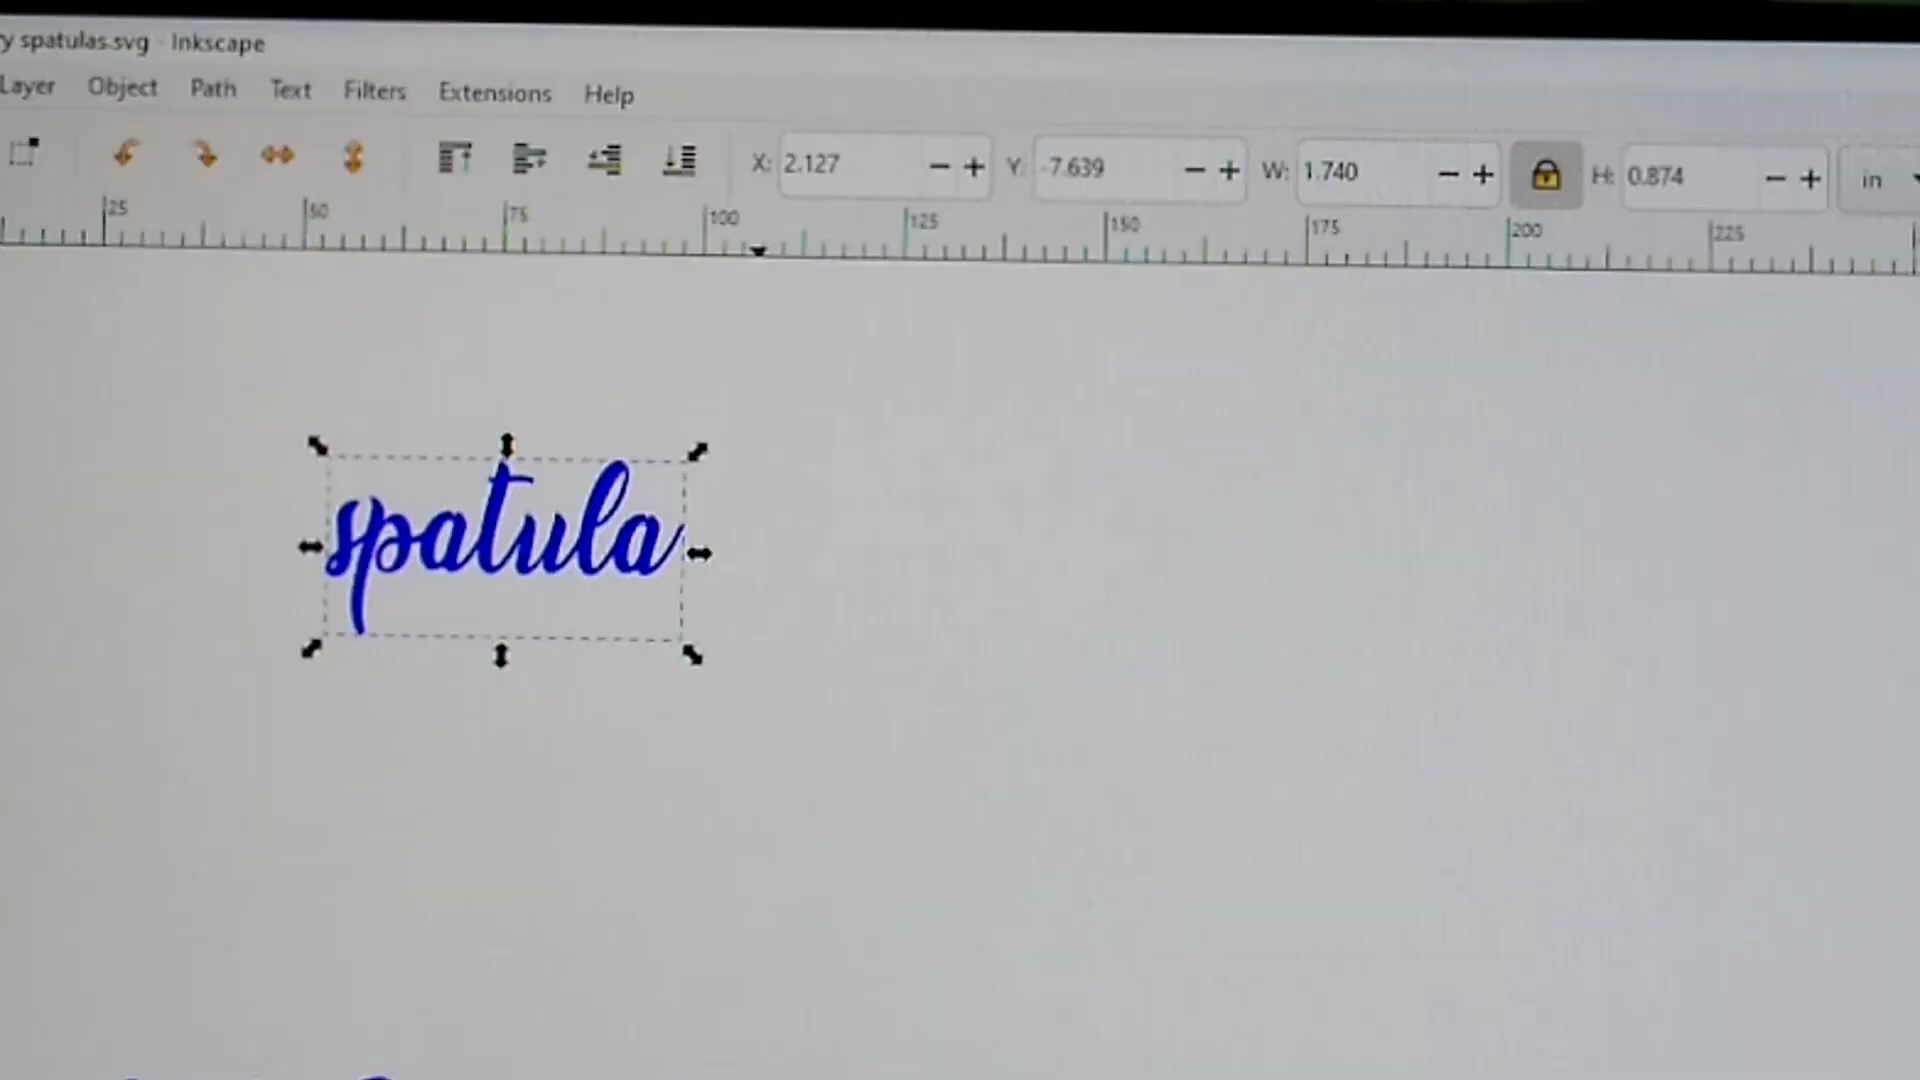 y spatulas.svg - Inkscape
Layer Object Path Text Filters Extensions Help
X: 2.127 Y: -7.639 W: 1.740 H: 0.874 in
25 50 75 100 125 150 175 200 225
spatula